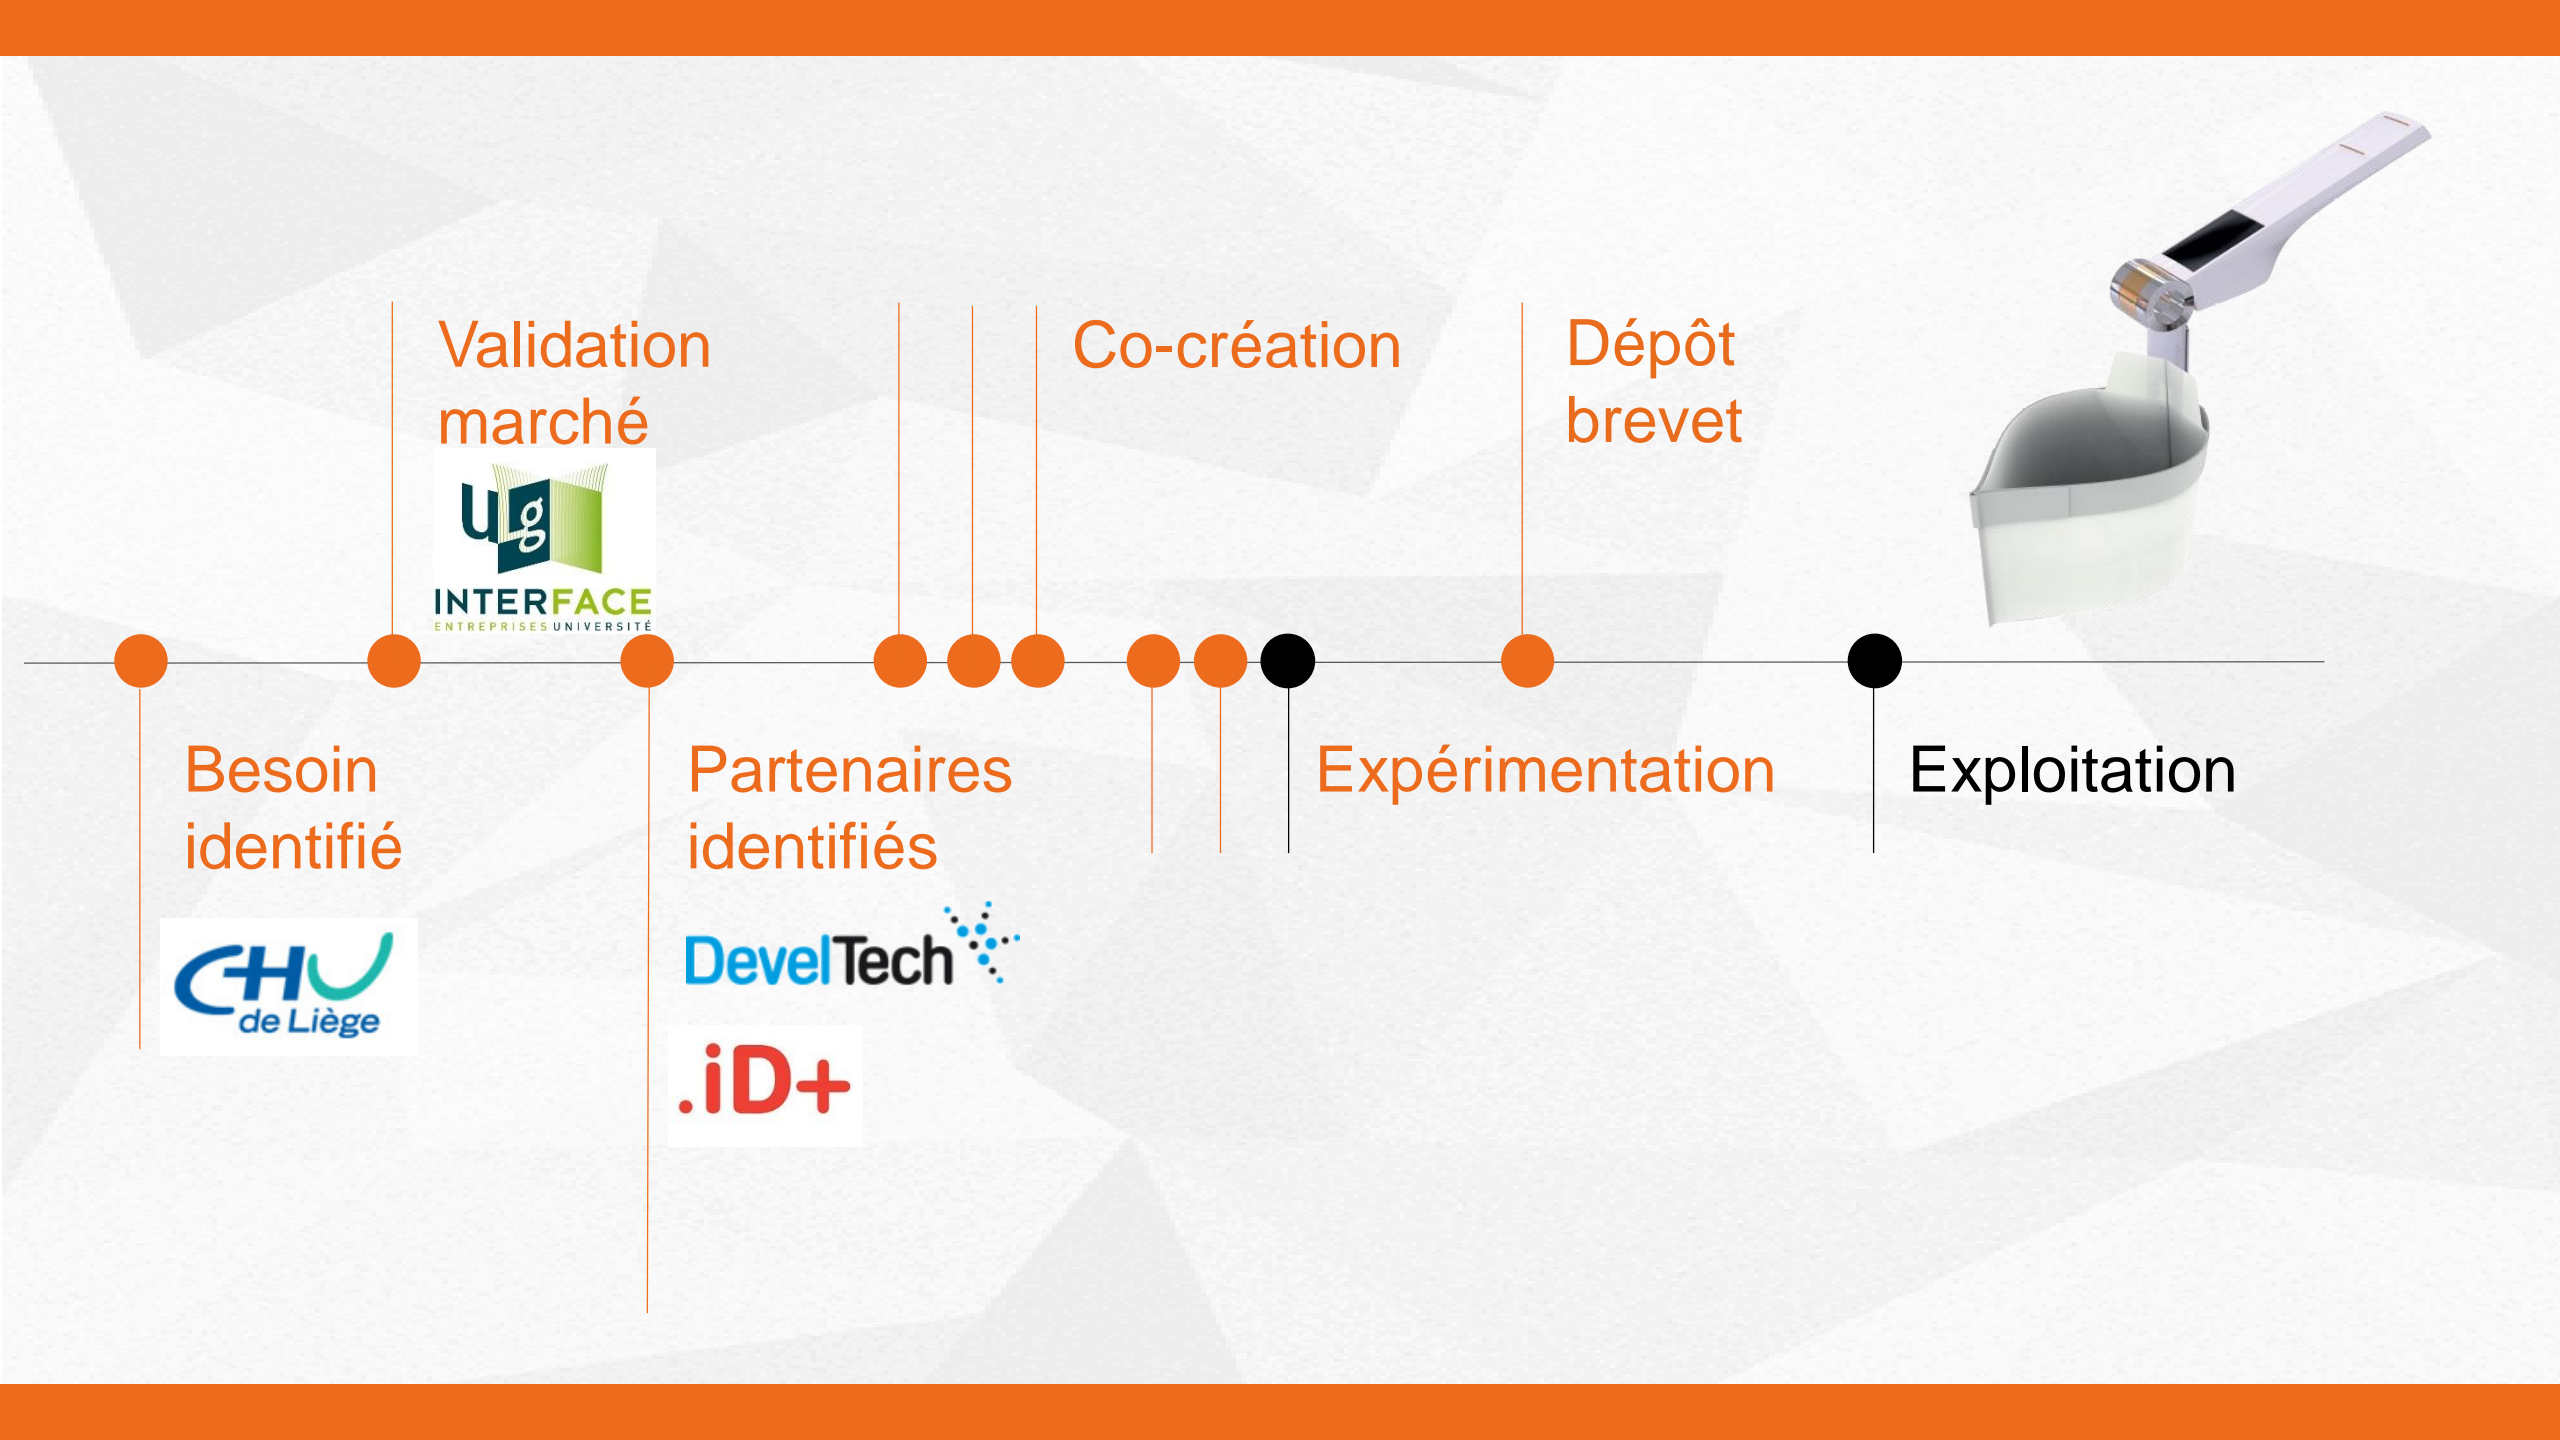 Validation
marché
ULg
INTERFACE
ENTREPRISES UNIVERSITÉ
Co-création
Dépôt
brevet
Besoin
identifié
CHU
de Liège
Partenaires
identifiés
DevelTech
.iD+
Expérimentation
Exploitation